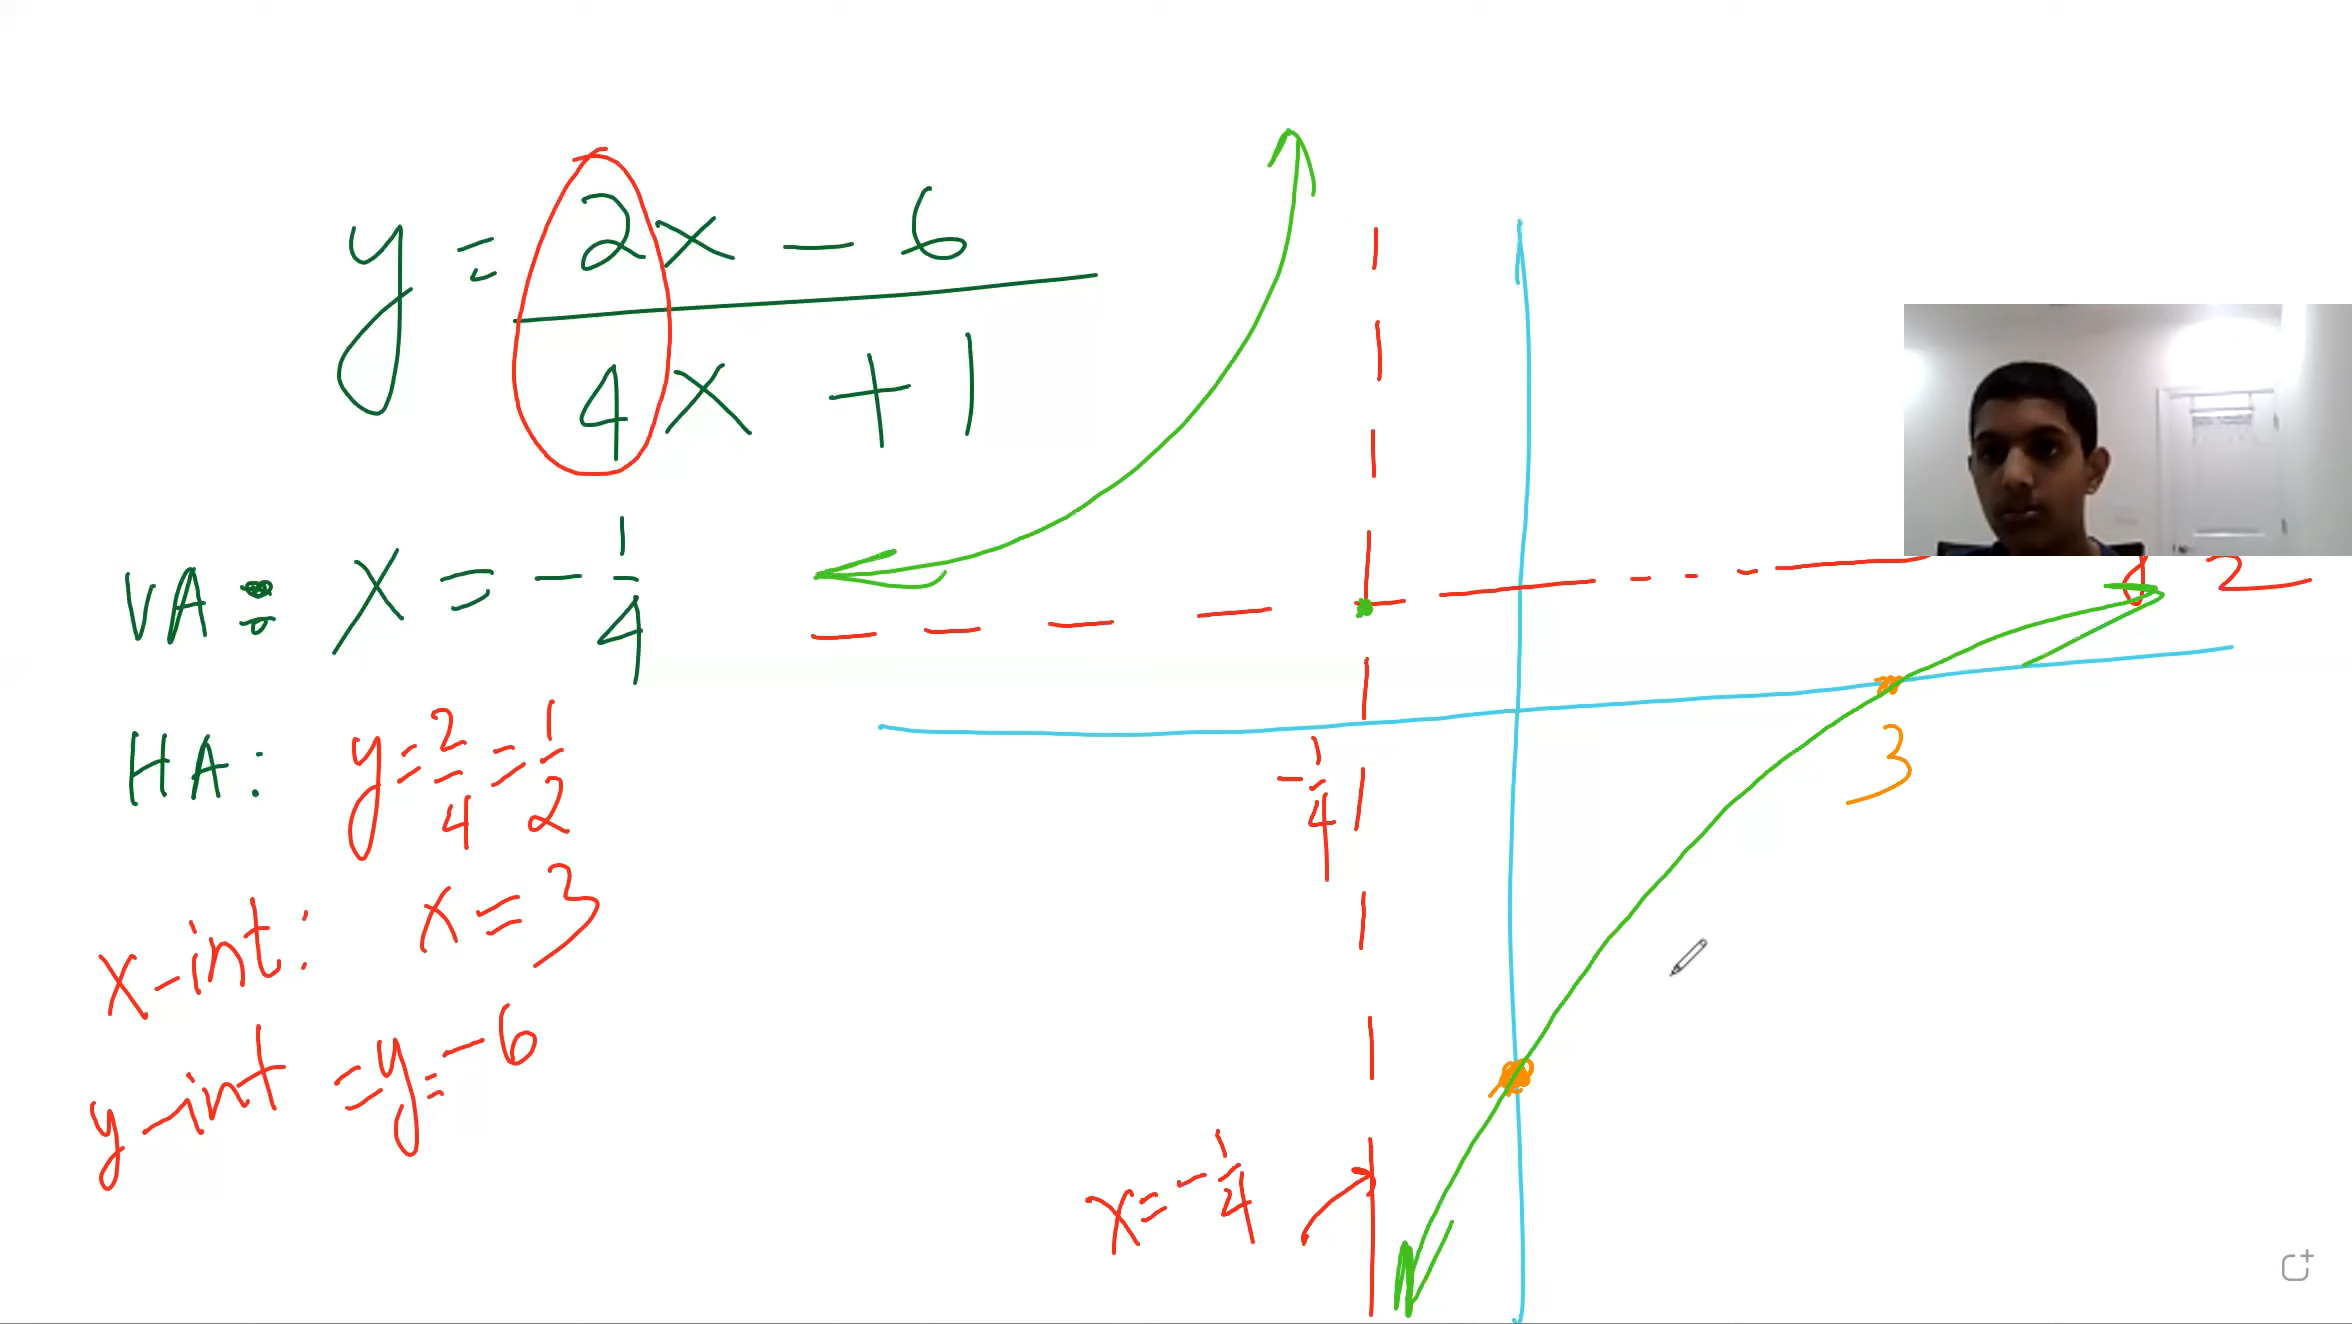 y = 2x - 6
4x + 1
VA: x = - 1/4
HA: y = 2/4 = 1/2
x-int: x = 3
y-int = y = -6
-1/4
3
2
x = - 1/4